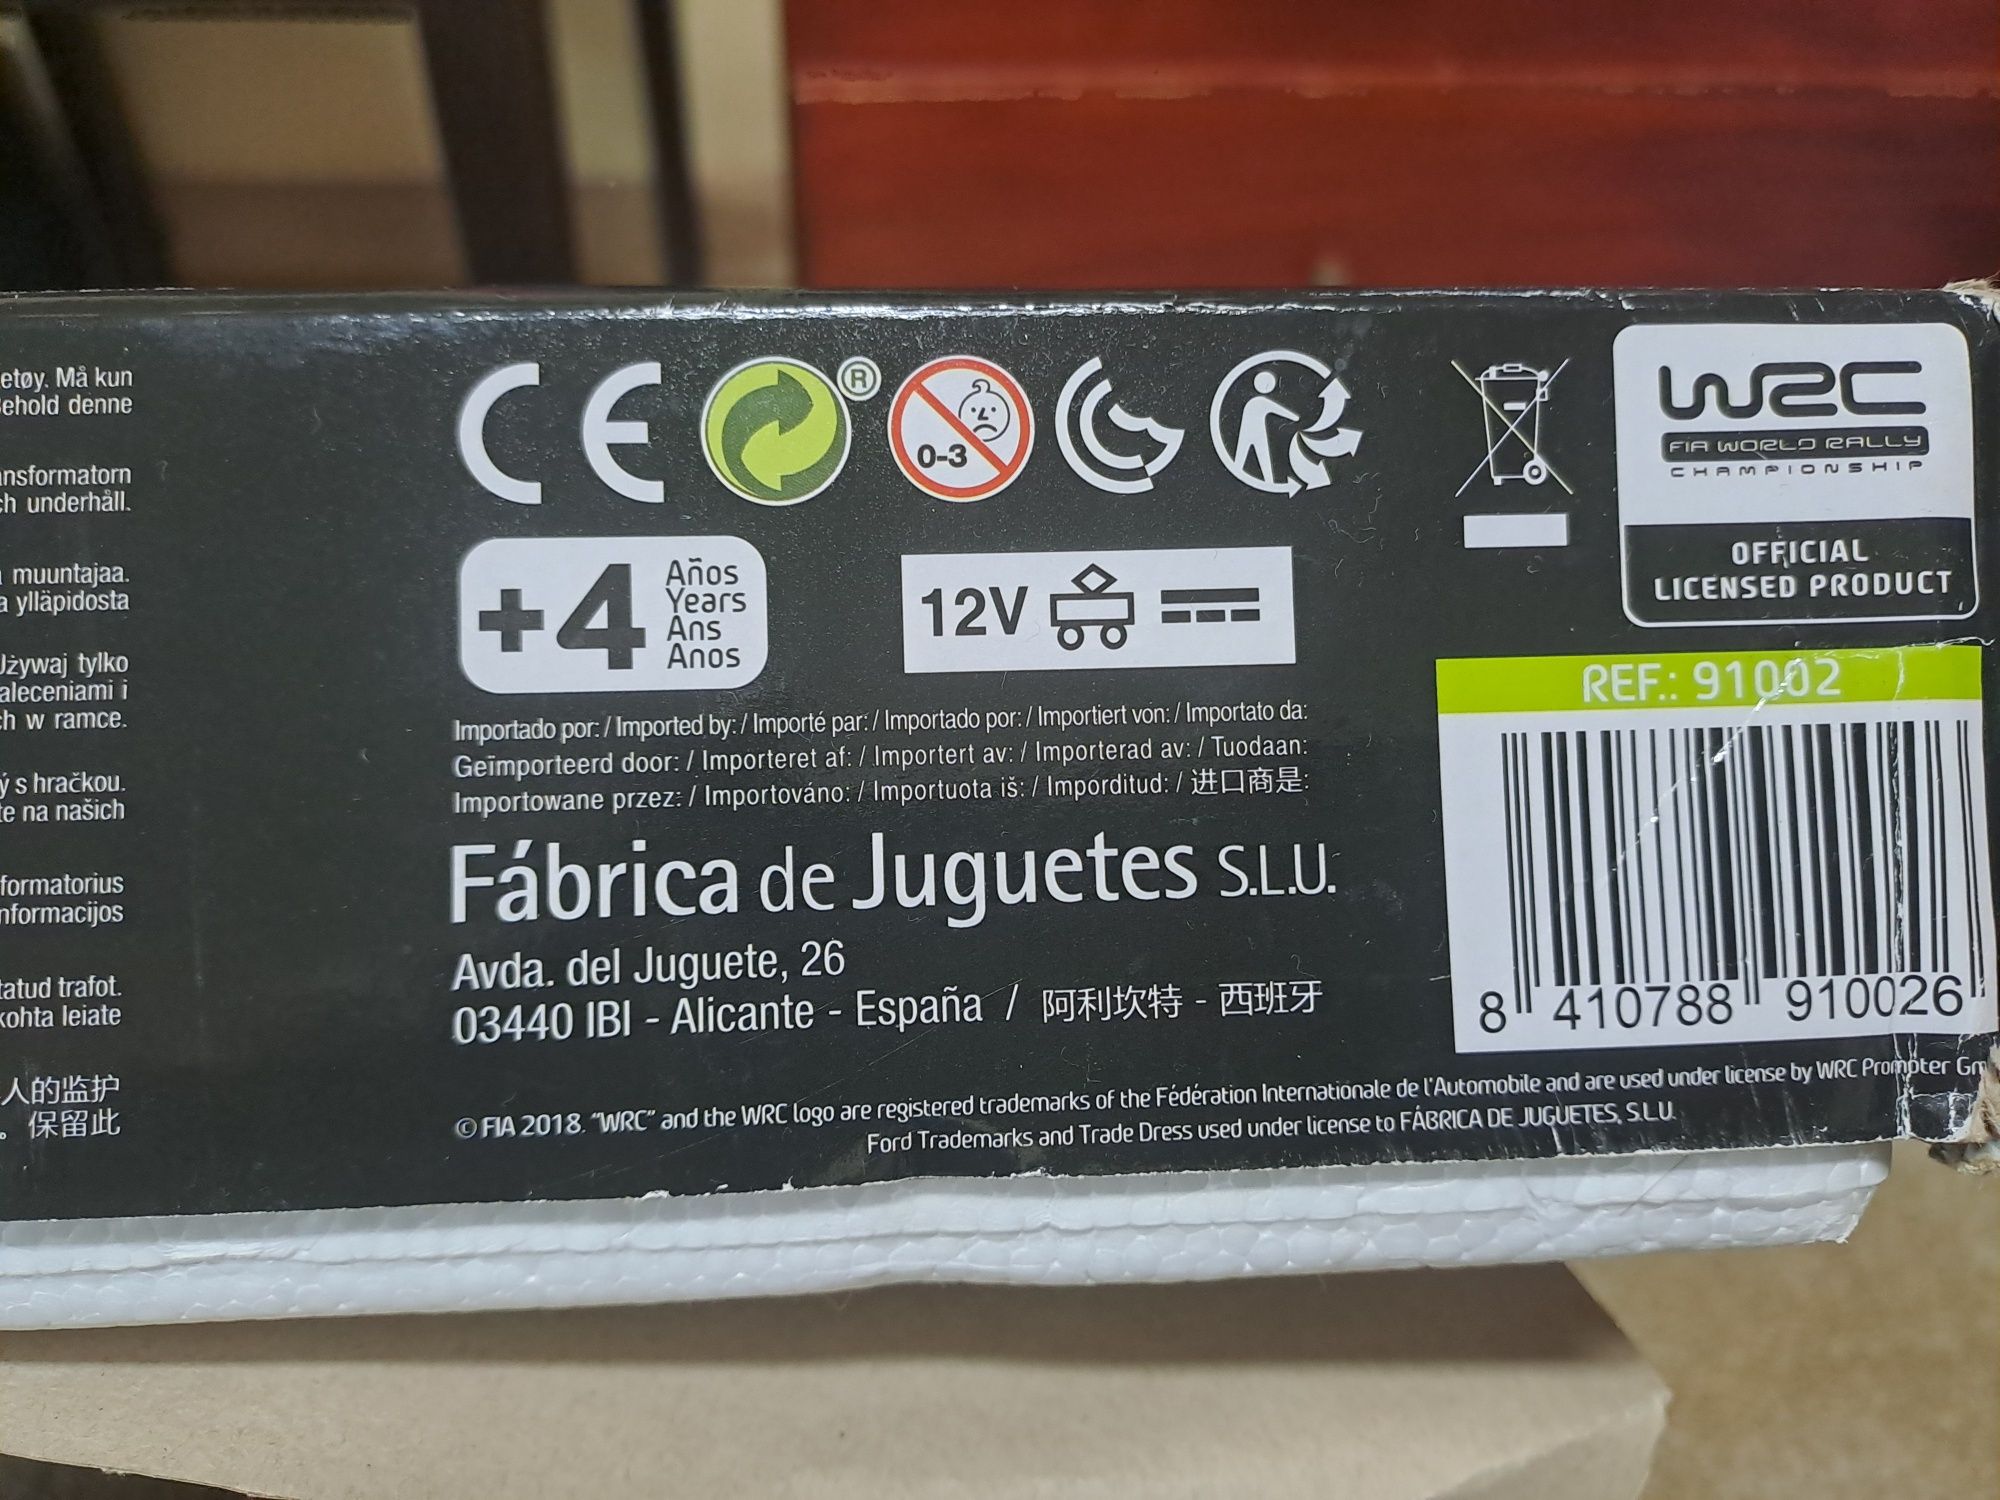 etøy. Må kun
ehold denne
nsformatorn
ch underhåll.
muuntajaa.
a ylläpidosta
Używaj tylko
aleceniami i
h w ramce.
ý s hračkou.
te na našich
formatorius
nformacijos
tatud trafot.
kohta leiate
人的监护
。保留此
CE
®
0-3
+4 Años
Years
Ans
Anos
12V
WRC
FIA WORLD RALLY
CHAMPIONSHIP
OFFICIAL
LICENSED PRODUCT
REF.: 91002
8 410788 910026
Importado por: / Imported by: / Importé par: / Importado por: / Importiert von: / Importato da:
Geïmporteerd door: / Importeret af: / Importert av: / Importerad av: / Tuodaan:
Importowane przez: / Importováno: / Importuota iš: / Imporditud: / 进口商是:
Fábrica de Juguetes S.L.U.
Avda. del Juguete, 26
03440 IBI - Alicante - España / 阿利坎特 - 西班牙
© FIA 2018. "WRC" and the WRC logo are registered trademarks of the Fédération Internationale de l'Automobile and are used under license by WRC Promoter Gm
Ford Trademarks and Trade Dress used under license to FÁBRICA DE JUGUETES, S.L.U.